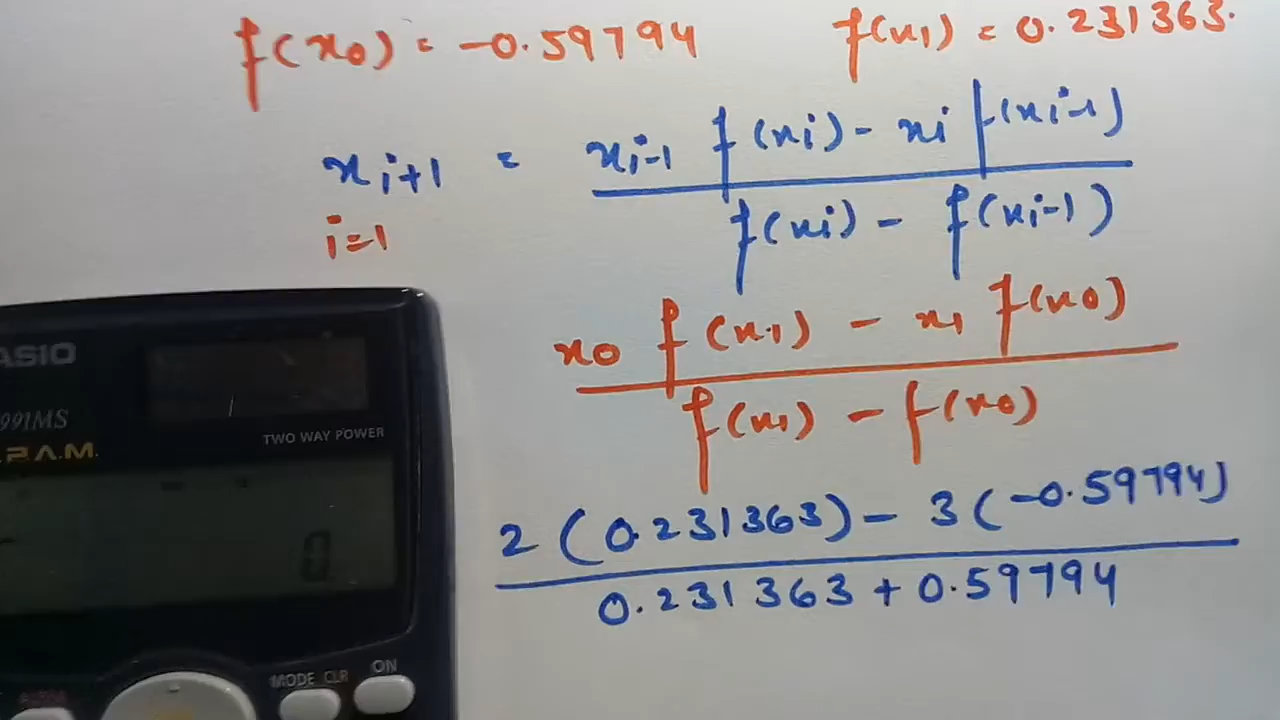 f(x0) = -0.59794 f(x1) = 0.231363.
xi+1 = xi-1 f(xi) - xi f(xi-1)
f(xi) - f(xi-1)
i=1
x0 f(x1) - x1 f(x0)
f(x1) - f(x0)
2(0.231363) - 3(-0.59794)
0.231363 + 0.59794
ASIO
991MS
.P.A.M.
TWO WAY POWER
0
MODE CLR ON